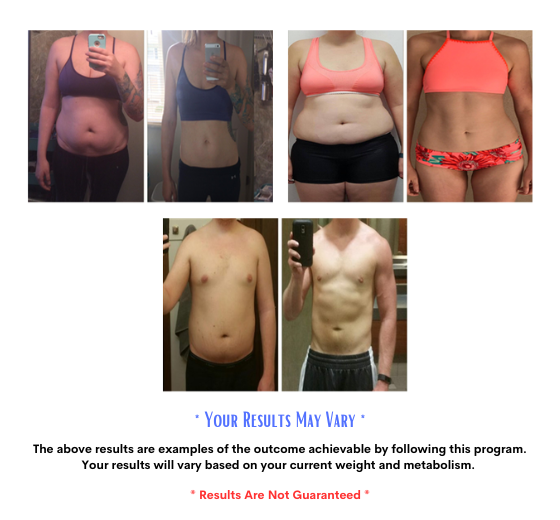 * Your Results May Vary *
The above results are examples of the outcome achievable by following this program.
Your results will vary based on your current weight and metabolism.
* Results Are Not Guaranteed *